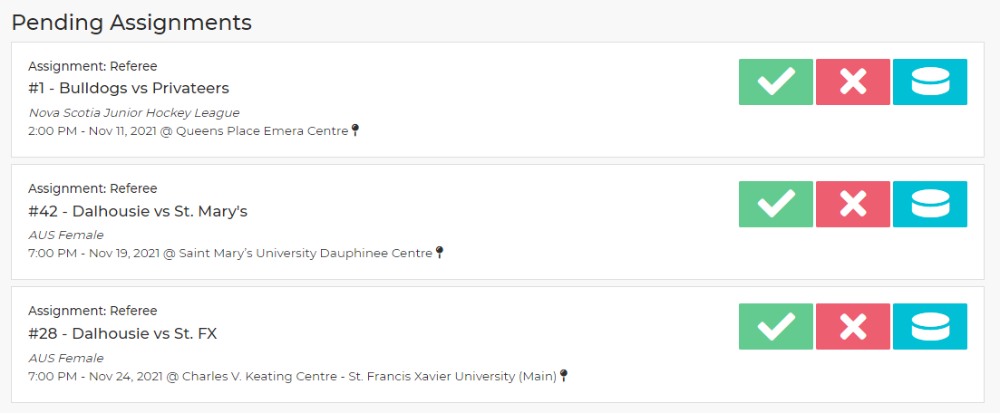 Pending Assignments
Assignment: Referee
#1 - Bulldogs vs Privateers
Nova Scotia Junior Hockey League
2:00 PM - Nov 11, 2021 @ Queens Place Emera Centre
Assignment: Referee
#42 - Dalhousie vs St. Mary's
AUS Female
7:00 PM - Nov 19, 2021 @ Saint Mary’s University Dauphinee Centre
Assignment: Referee
#28 - Dalhousie vs St. FX
AUS Female
7:00 PM - Nov 24, 2021 @ Charles V. Keating Centre - St. Francis Xavier University (Main)